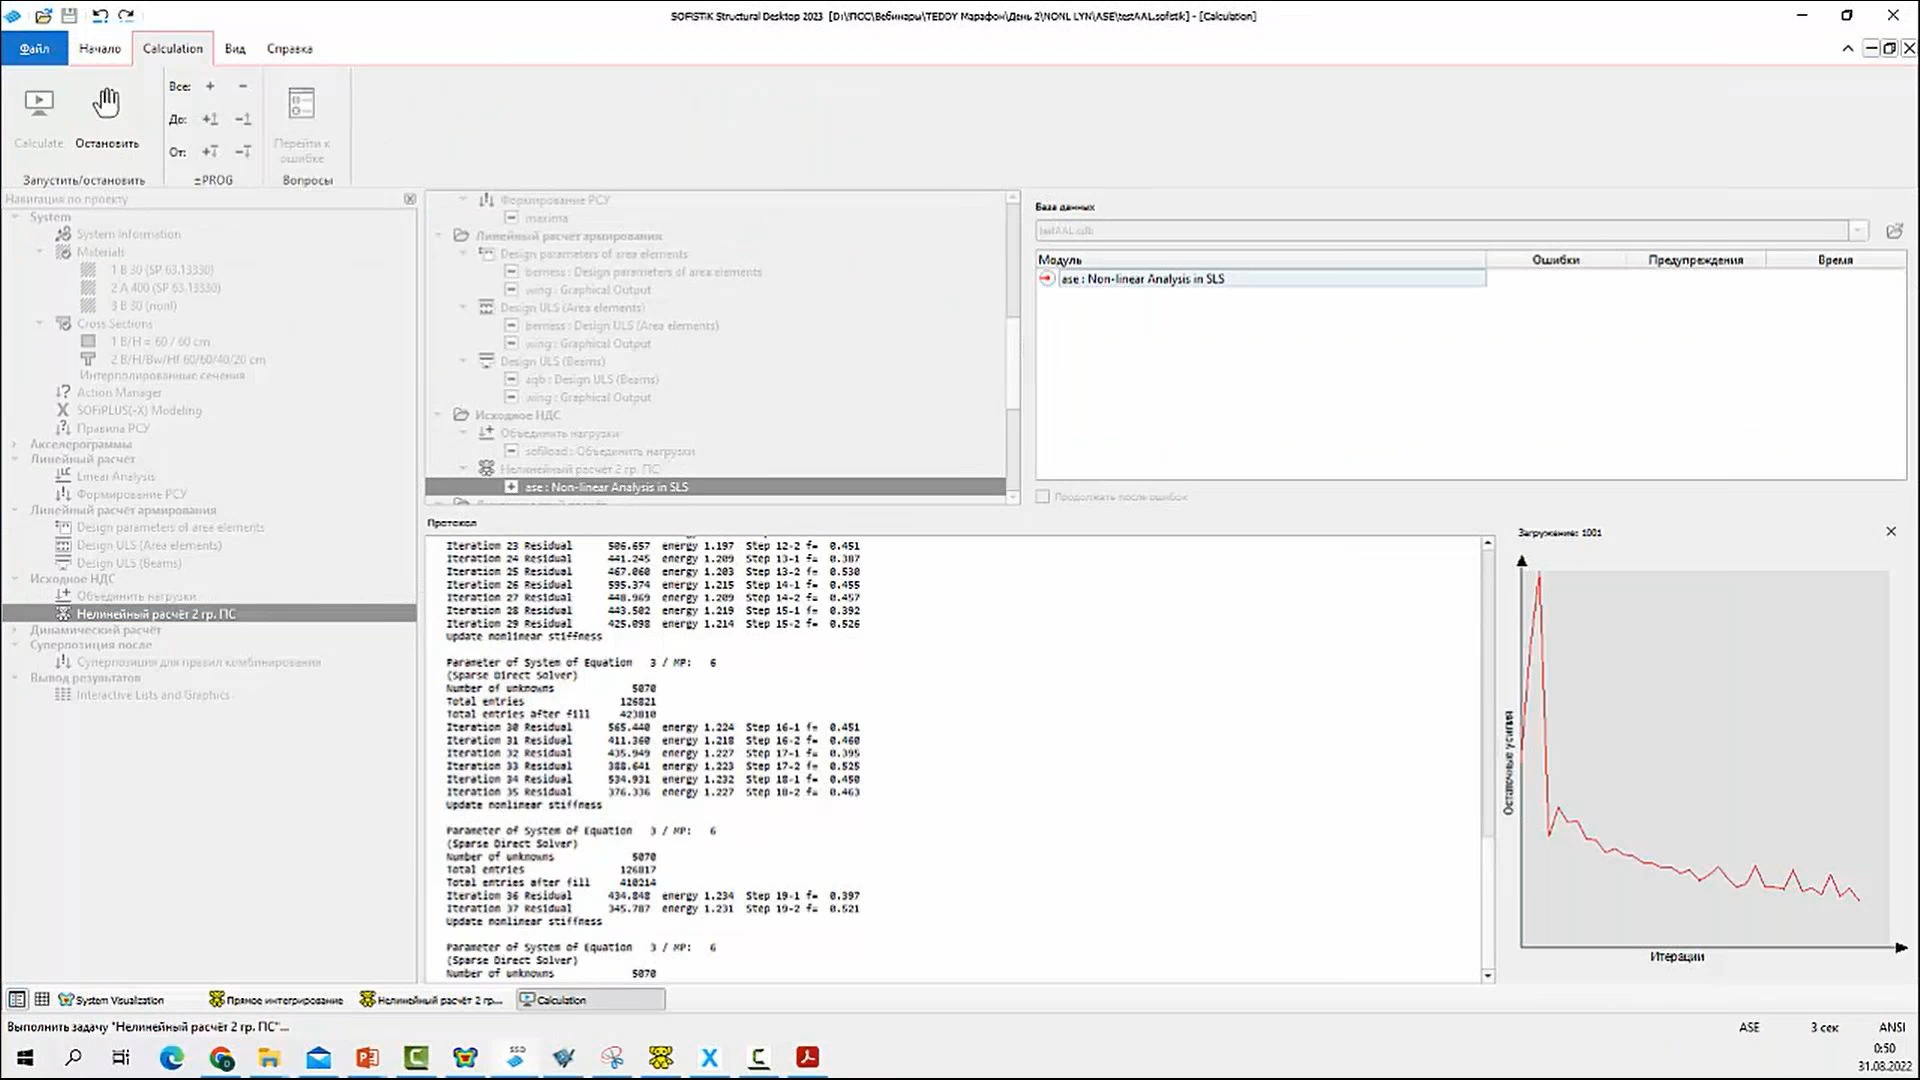 SOFiSTiK Structural Desktop 2023 [D:\ПСС\Вебинары\TEDDY Марафон\День 2\NONL LYN\ASE\testAAL.sofistik] - [Calculation]
Файл Начало Calculation Вид Справка
Все: + -
До:
От:
Calculate Остановить
Перейти к ошибке
Запустить/остановить ±PROG Вопросы
Навигация по проекту
System
System Information
Materials
1 B 30 (SP 63.13330)
2 A 400 (SP 63.13330)
3 B 30 (nonl)
Cross Sections
1 B/H = 60 / 60 cm
2 B/H/Bw/Hf 60/60/40/20 cm
Интерполированные сечения
Action Manager
SOFiPLUS(-X) Modeling
Правила РСУ
Акселерограммы
Линейный расчёт
Linear Analysis
Формирование РСУ
Линейный расчёт армирования
Design parameters of area elements
Design ULS (Area elements)
Design ULS (Beams)
Исходное НДС
Объединить нагрузки
Нелинейный расчёт 2 гр. ПС
Динамический расчёт
Суперпозиция после
Суперпозиция для правил комбинирования
Вывод результатов
Interactive Lists and Graphics
Формирование РСУ
maxima
Линейный расчёт армирования
Design parameters of area elements
bemess : Design parameters of area elements
wing : Graphical Output
Design ULS (Area elements)
bemess : Design ULS (Area elements)
wing : Graphical Output
Design ULS (Beams)
aqb : Design ULS (Beams)
wing : Graphical Output
Исходное НДС
Объединить нагрузки
sofiload : Объединить нагрузки
Нелинейный расчёт 2 гр. ПС
ase : Non-linear Analysis in SLS
База данных
testAAL.cdb
Модуль Ошибки Предупреждения Время
ase : Non-linear Analysis in SLS
Продолжать после ошибок
Протокол
Iteration 23 Residual 506.657 energy 1.197 Step 12-2 f= 0.451
Iteration 24 Residual 441.245 energy 1.209 Step 13-1 f= 0.387
Iteration 25 Residual 467.060 energy 1.203 Step 13-2 f= 0.530
Iteration 26 Residual 595.374 energy 1.215 Step 14-1 f= 0.455
Iteration 27 Residual 448.969 energy 1.209 Step 14-2 f= 0.457
Iteration 28 Residual 443.502 energy 1.219 Step 15-1 f= 0.392
Iteration 29 Residual 425.098 energy 1.214 Step 15-2 f= 0.526
Update nonlinear stiffness
Parameter of System of Equation 3 / MP: 6
(Sparse Direct Solver)
Number of unknowns 5070
Total entries 126821
Total entries after fill 423810
Iteration 30 Residual 565.440 energy 1.224 Step 16-1 f= 0.451
Iteration 31 Residual 411.360 energy 1.218 Step 16-2 f= 0.460
Iteration 32 Residual 435.949 energy 1.227 Step 17-1 f= 0.395
Iteration 33 Residual 388.641 energy 1.223 Step 17-2 f= 0.525
Iteration 34 Residual 534.931 energy 1.232 Step 18-1 f= 0.450
Iteration 35 Residual 376.336 energy 1.227 Step 18-2 f= 0.463
Update nonlinear stiffness
Parameter of System of Equation 3 / MP: 6
(Sparse Direct Solver)
Number of unknowns 5070
Total entries 126817
Total entries after fill 410214
Iteration 36 Residual 434.848 energy 1.234 Step 19-1 f= 0.397
Iteration 37 Residual 345.787 energy 1.231 Step 19-2 f= 0.521
Update nonlinear stiffness
Parameter of System of Equation 3 / MP: 6
(Sparse Direct Solver)
Number of unknowns 5070
Загружение: 1001
Остаточные усилия
Итерации
System Visualization Прямое интегрирование Нелинейный расчёт 2 гр... Calculation
Выполнить задачу "Нелинейный расчёт 2 гр. ПС"... ASE 3 сек ANSI
0:50
31.08.2022